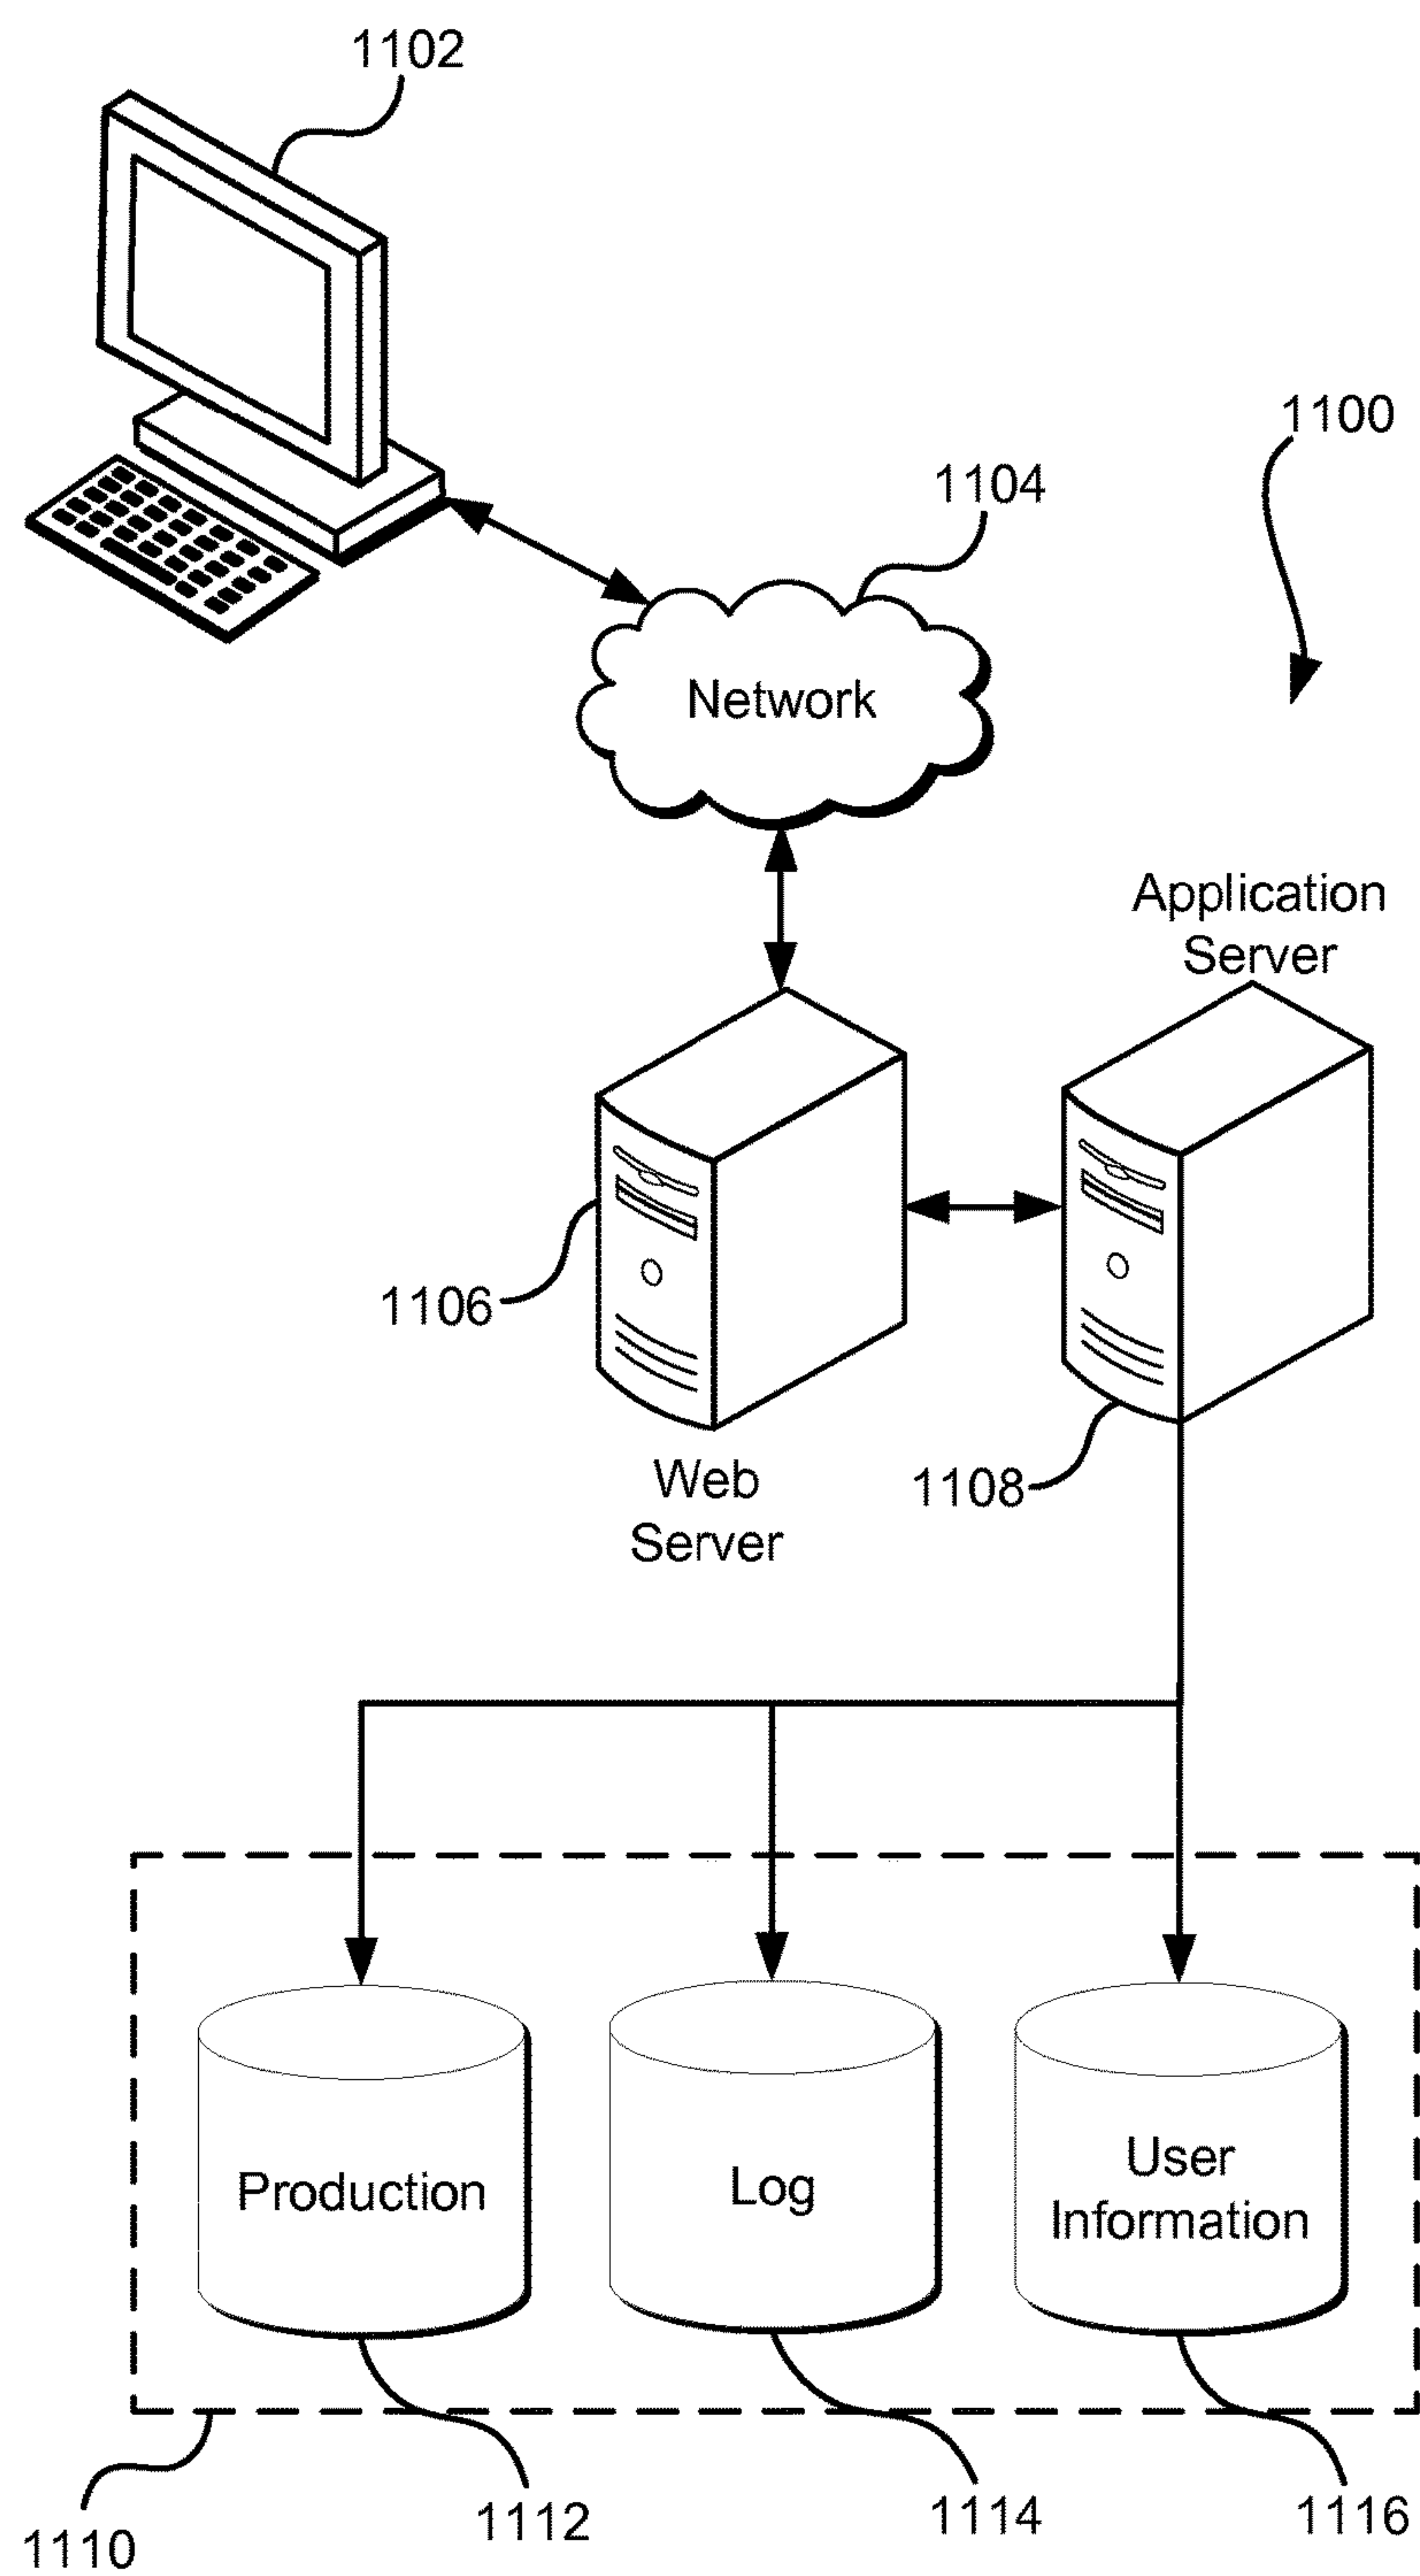 1102
1100
1104
Network
Application
Server
1106
1108
Web
Server
Production
Log
User
Information
1110
1112
1114
1116